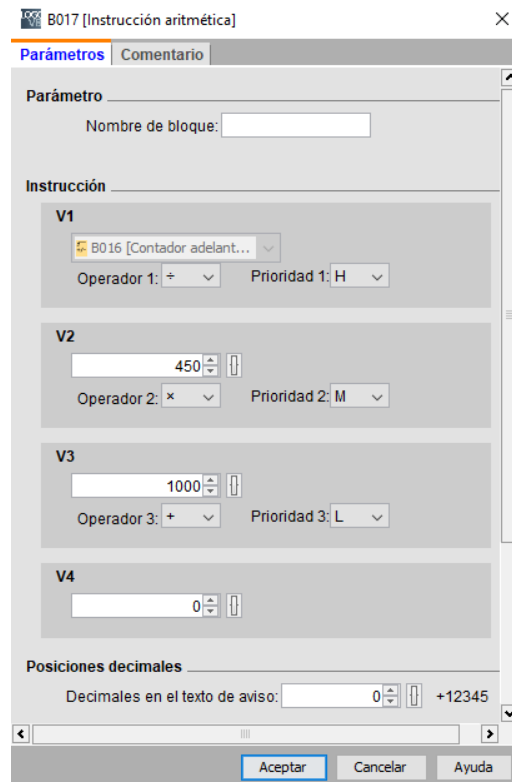 B017 [Instrucción aritmética]
Parámetros Comentario
Parámetro
Nombre de bloque:
Instrucción
V1
B016 [Contador adelant...
Operador 1: ÷ Prioridad 1: H
V2
450
Operador 2: × Prioridad 2: M
V3
1000
Operador 3: + Prioridad 3: L
V4
0
Posiciones decimales
Decimales en el texto de aviso: 0 +12345
Aceptar Cancelar Ayuda